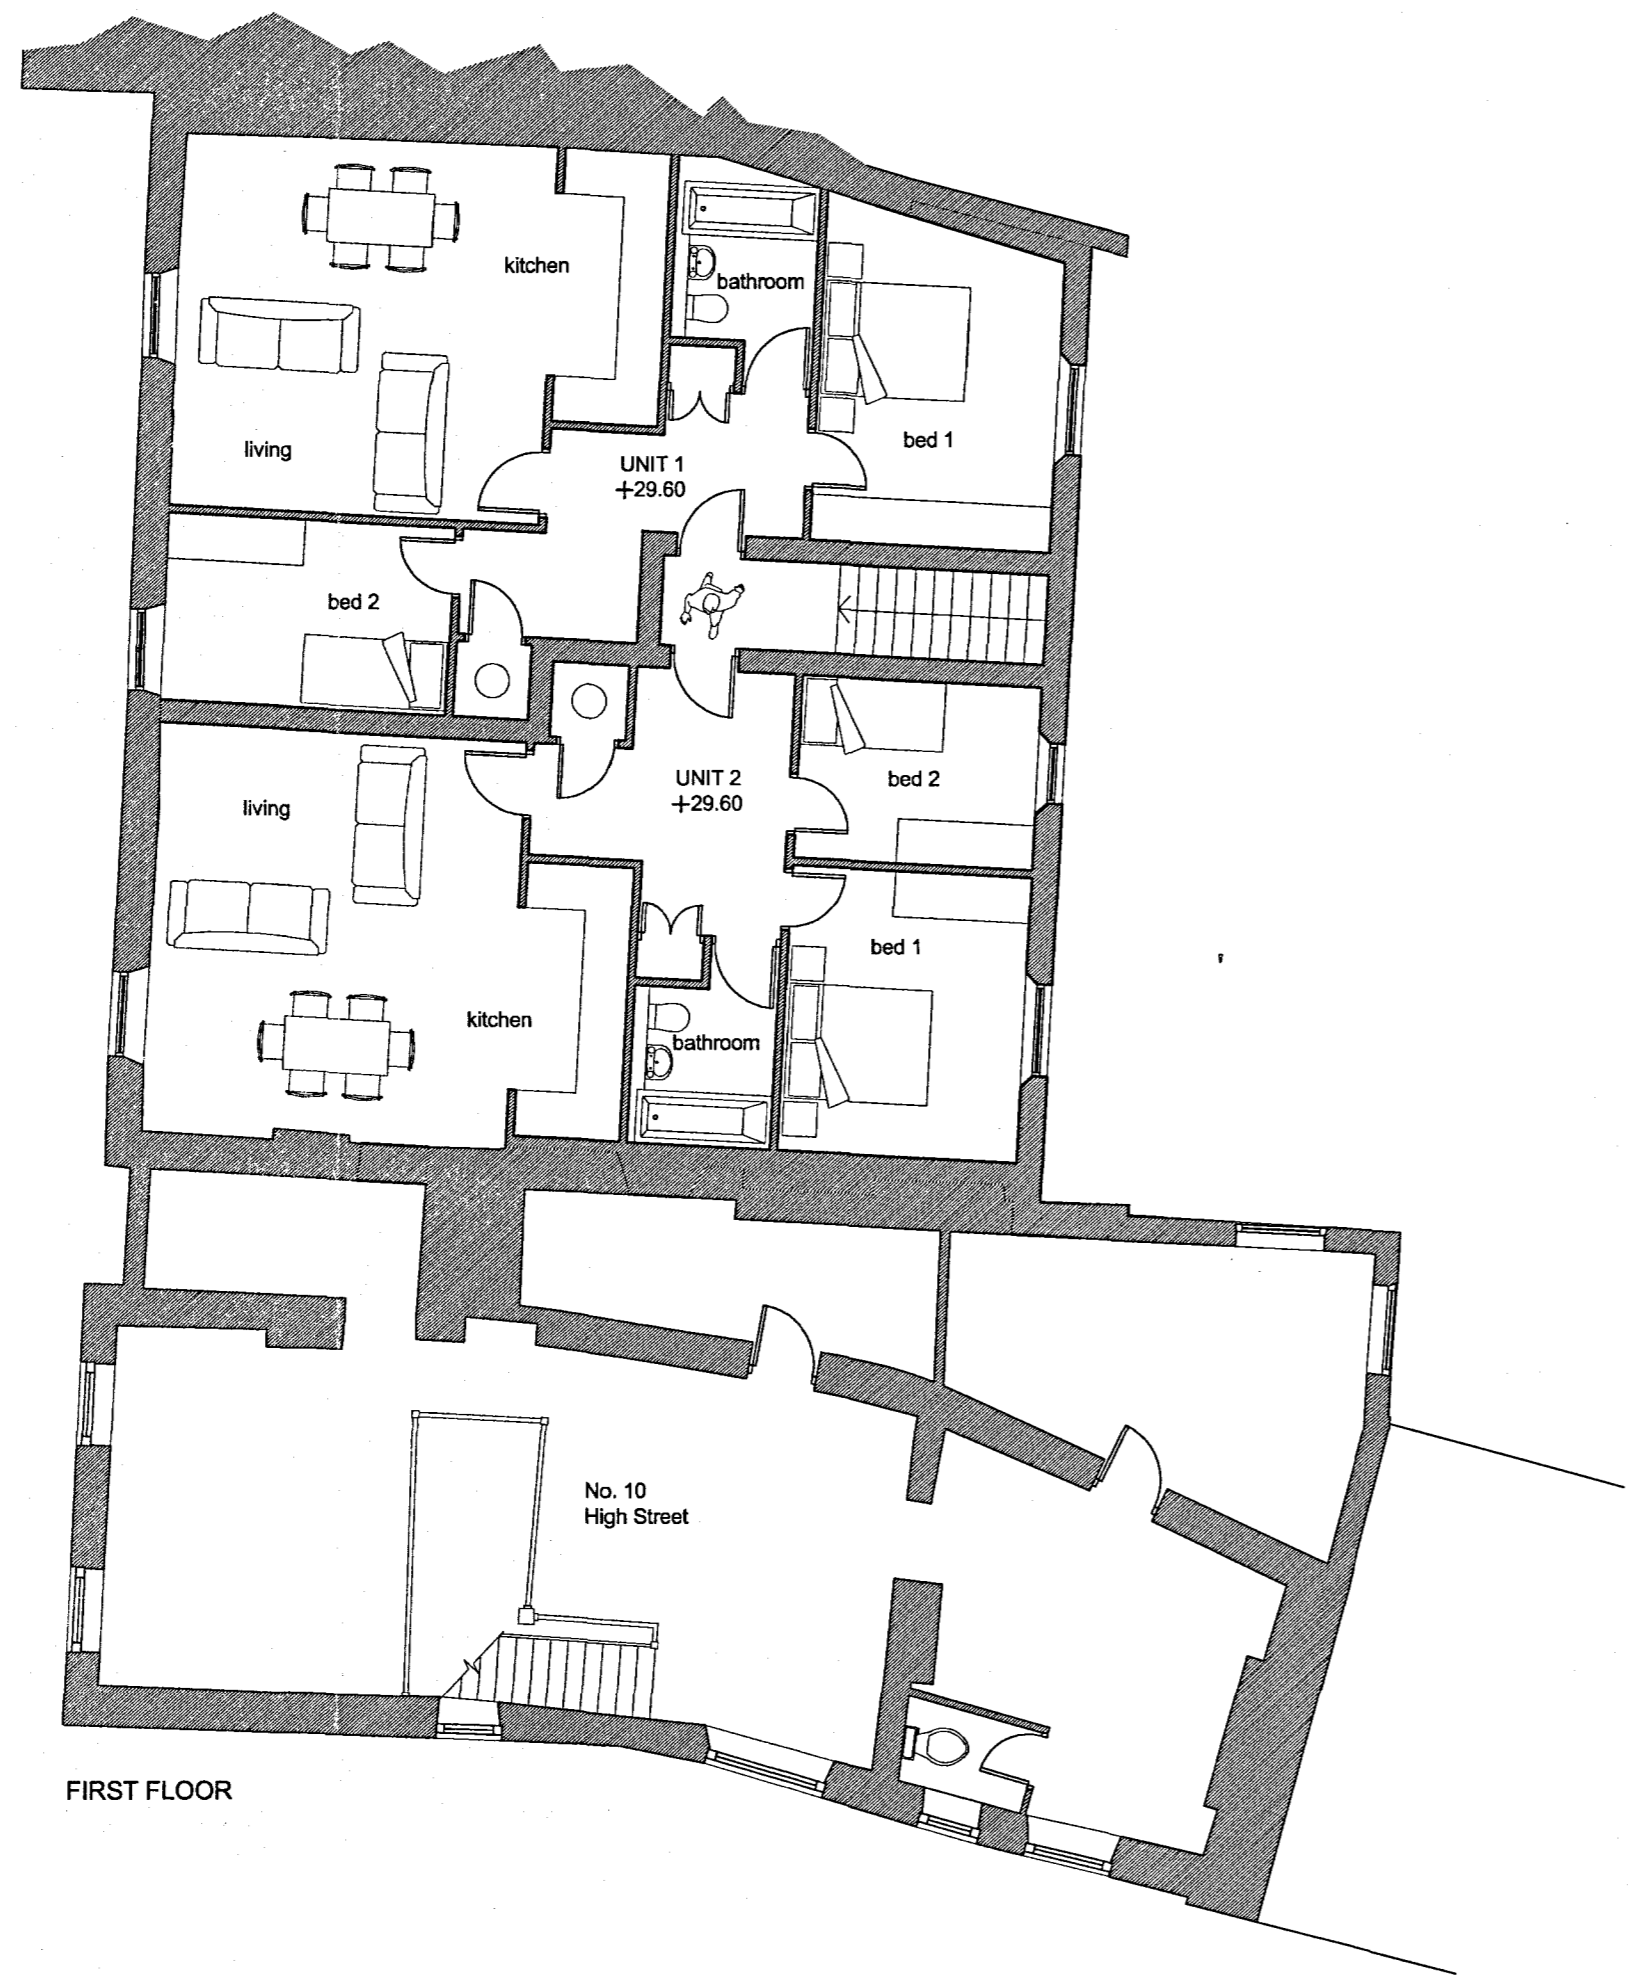 kitchen
bathroom
living
bed 1
UNIT 1
+29.60
bed 2
UNIT 2
+29.60
bed 2
living
bed 1
kitchen
bathroom
No. 10
High Street
FIRST FLOOR